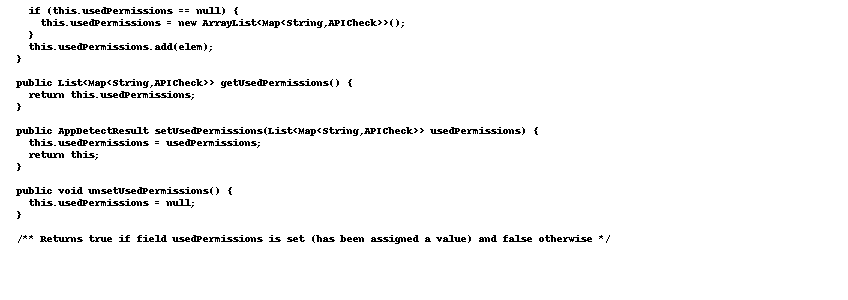 if (this.usedPermissions == null) {
this.usedPermissions = new ArrayList<Map<String,APICheck>>();
}
this.usedPermissions.add(elem);
}
public List<Map<String,APICheck>> getUsedPermissions() {
return this.usedPermissions;
}
public AppDetectResult setUsedPermissions(List<Map<String,APICheck>> usedPermissions) {
this.usedPermissions = usedPermissions;
return this;
}
public void unsetUsedPermissions() {
this.usedPermissions = null;
}
/** Returns true if field usedPermissions is set (has been assigned a value) and false otherwise */